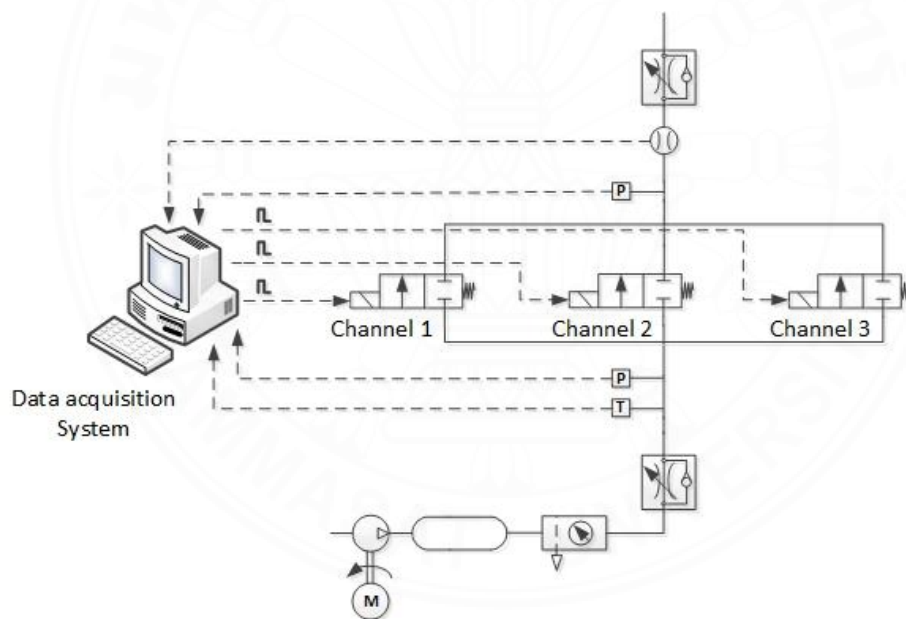 P
Channel 1
Channel 2
Channel 3
P
T
Data acquisition
System
M